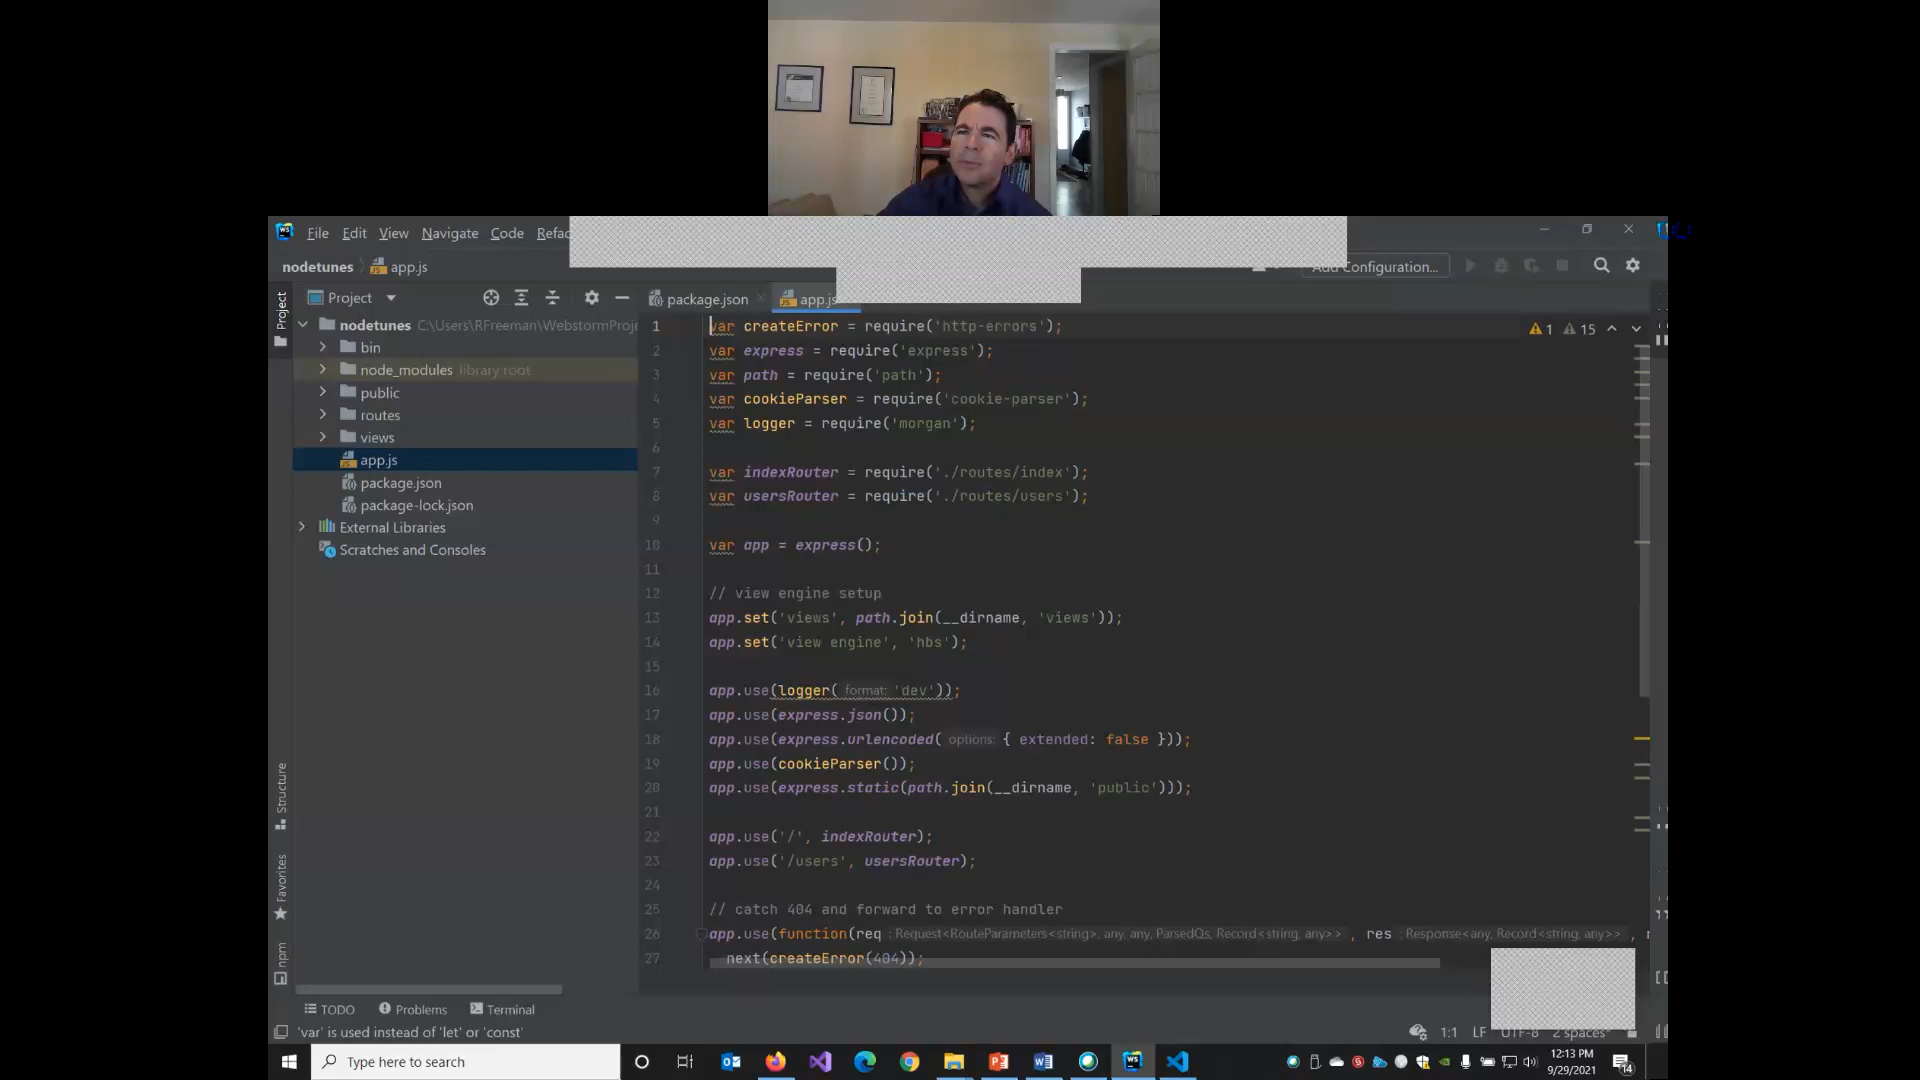 File Edit View Navigate Code Refac
nodetunes app.js
Add Configuration...
Project
Project
package.json
app.js
nodetunes C:\Users\RFreeman\WebstormProj
bin
node_modules library root
public
routes
views
app.js
package.json
package-lock.json
External Libraries
Scratches and Consoles
Structure
Favorites
npm
1 15
1 var createError = require('http-errors');
2 var express = require('express');
3 var path = require('path');
4 var cookieParser = require('cookie-parser');
5 var logger = require('morgan');
6
7 var indexRouter = require('./routes/index');
8 var usersRouter = require('./routes/users');
9
10 var app = express();
11
12 // view engine setup
13 app.set('views', path.join(__dirname, 'views'));
14 app.set('view engine', 'hbs');
15
16 app.use(logger( format: 'dev'));
17 app.use(express.json());
18 app.use(express.urlencoded( options: { extended: false }));
19 app.use(cookieParser());
20 app.use(express.static(path.join(__dirname, 'public')));
21
22 app.use('/', indexRouter);
23 app.use('/users', usersRouter);
24
25 // catch 404 and forward to error handler
26 app.use(function(req : Request<RouteParameters<string>, any, any, ParsedQs, Record<string, any>> , res : Response<any, Record<string, any>> ,
27 next(createError(404));
TODO Problems Terminal
'var' is used instead of 'let' or 'const'
1:1 LF UTF-8 2 spaces
Type here to search
12:13 PM
9/29/2021
14